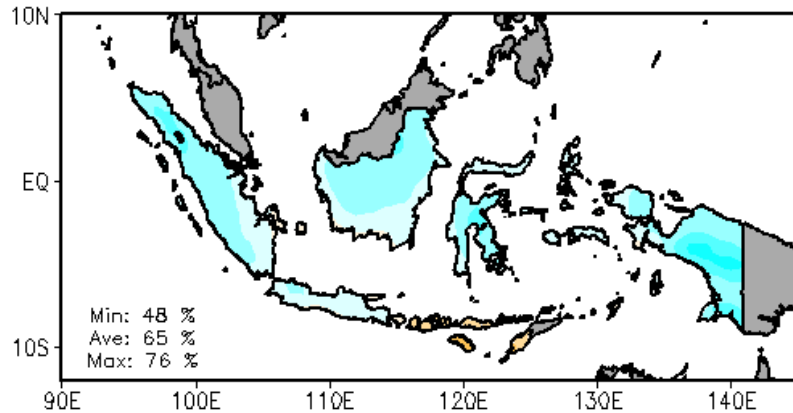 10N
EQ
Min: 48 %
Ave: 65 %
Max: 76 %
10S
90E 100E 110E 120E 130E 140E